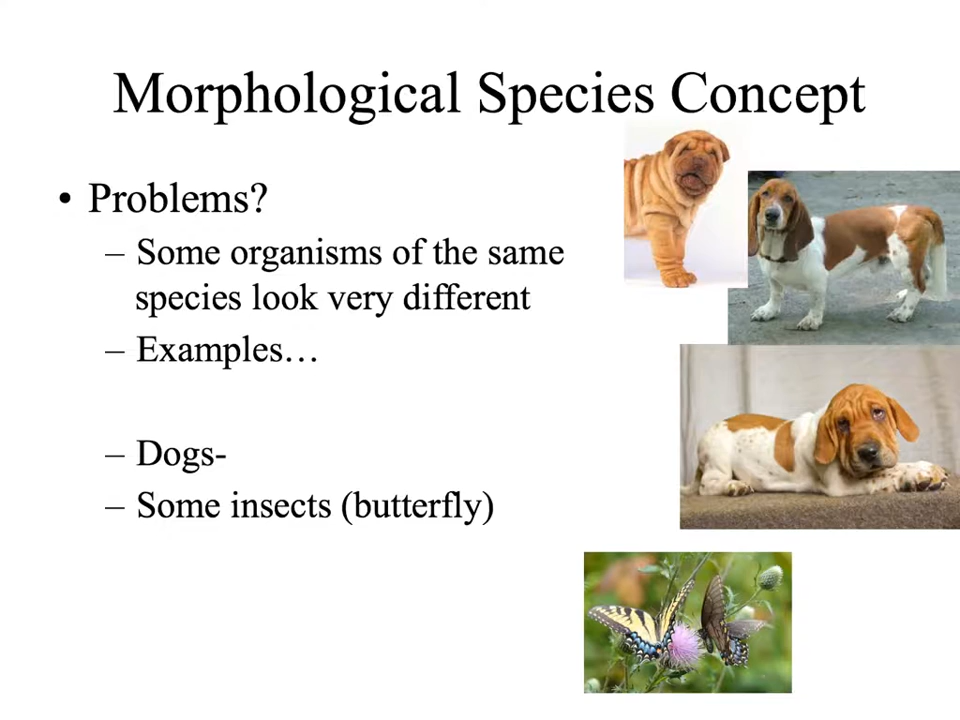 Morphological Species Concept
• Problems?
– Some organisms of the same
species look very different
– Examples…
– Dogs-
– Some insects (butterfly)